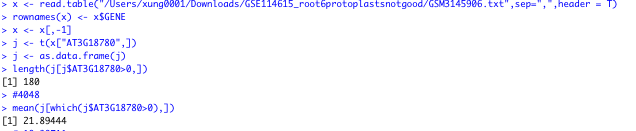 > x <- read.table("/Users/xung0001/Downloads/GSE114615_root6protoplastsnotgood/GSM3145906.txt",sep=",",header = T)
> rownames(x) <- x$GENE
> x <- x[,-1]
> j <- t(x["AT3G18780",])
> j <- as.data.frame(j)
> length(j[j$AT3G18780>0,])
[1] 180
> #4048
> mean(j[which(j$AT3G18780>0),])
[1] 21.89444